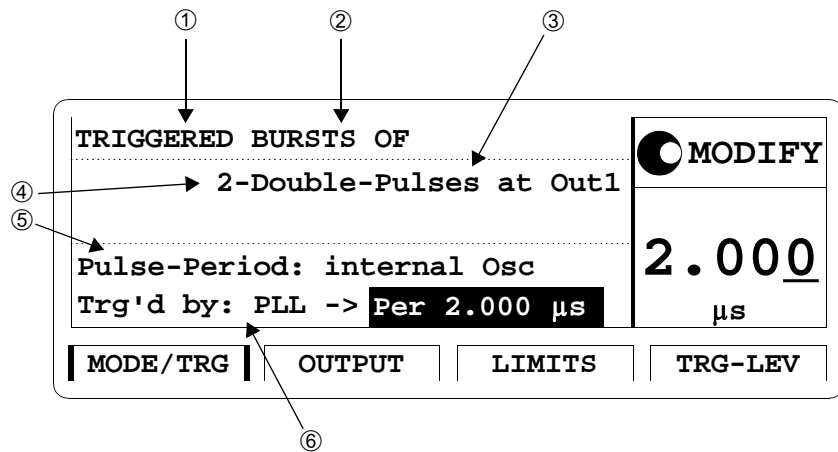 ① ② ③
TRIGGERED BURSTS OF
MODIFY
④ 2-Double-Pulses at Out1
⑤
Pulse-Period: internal Osc
2.000
Trg'd by: PLL -> Per 2.000 µs
µs
MODE/TRG OUTPUT LIMITS TRG-LEV
⑥